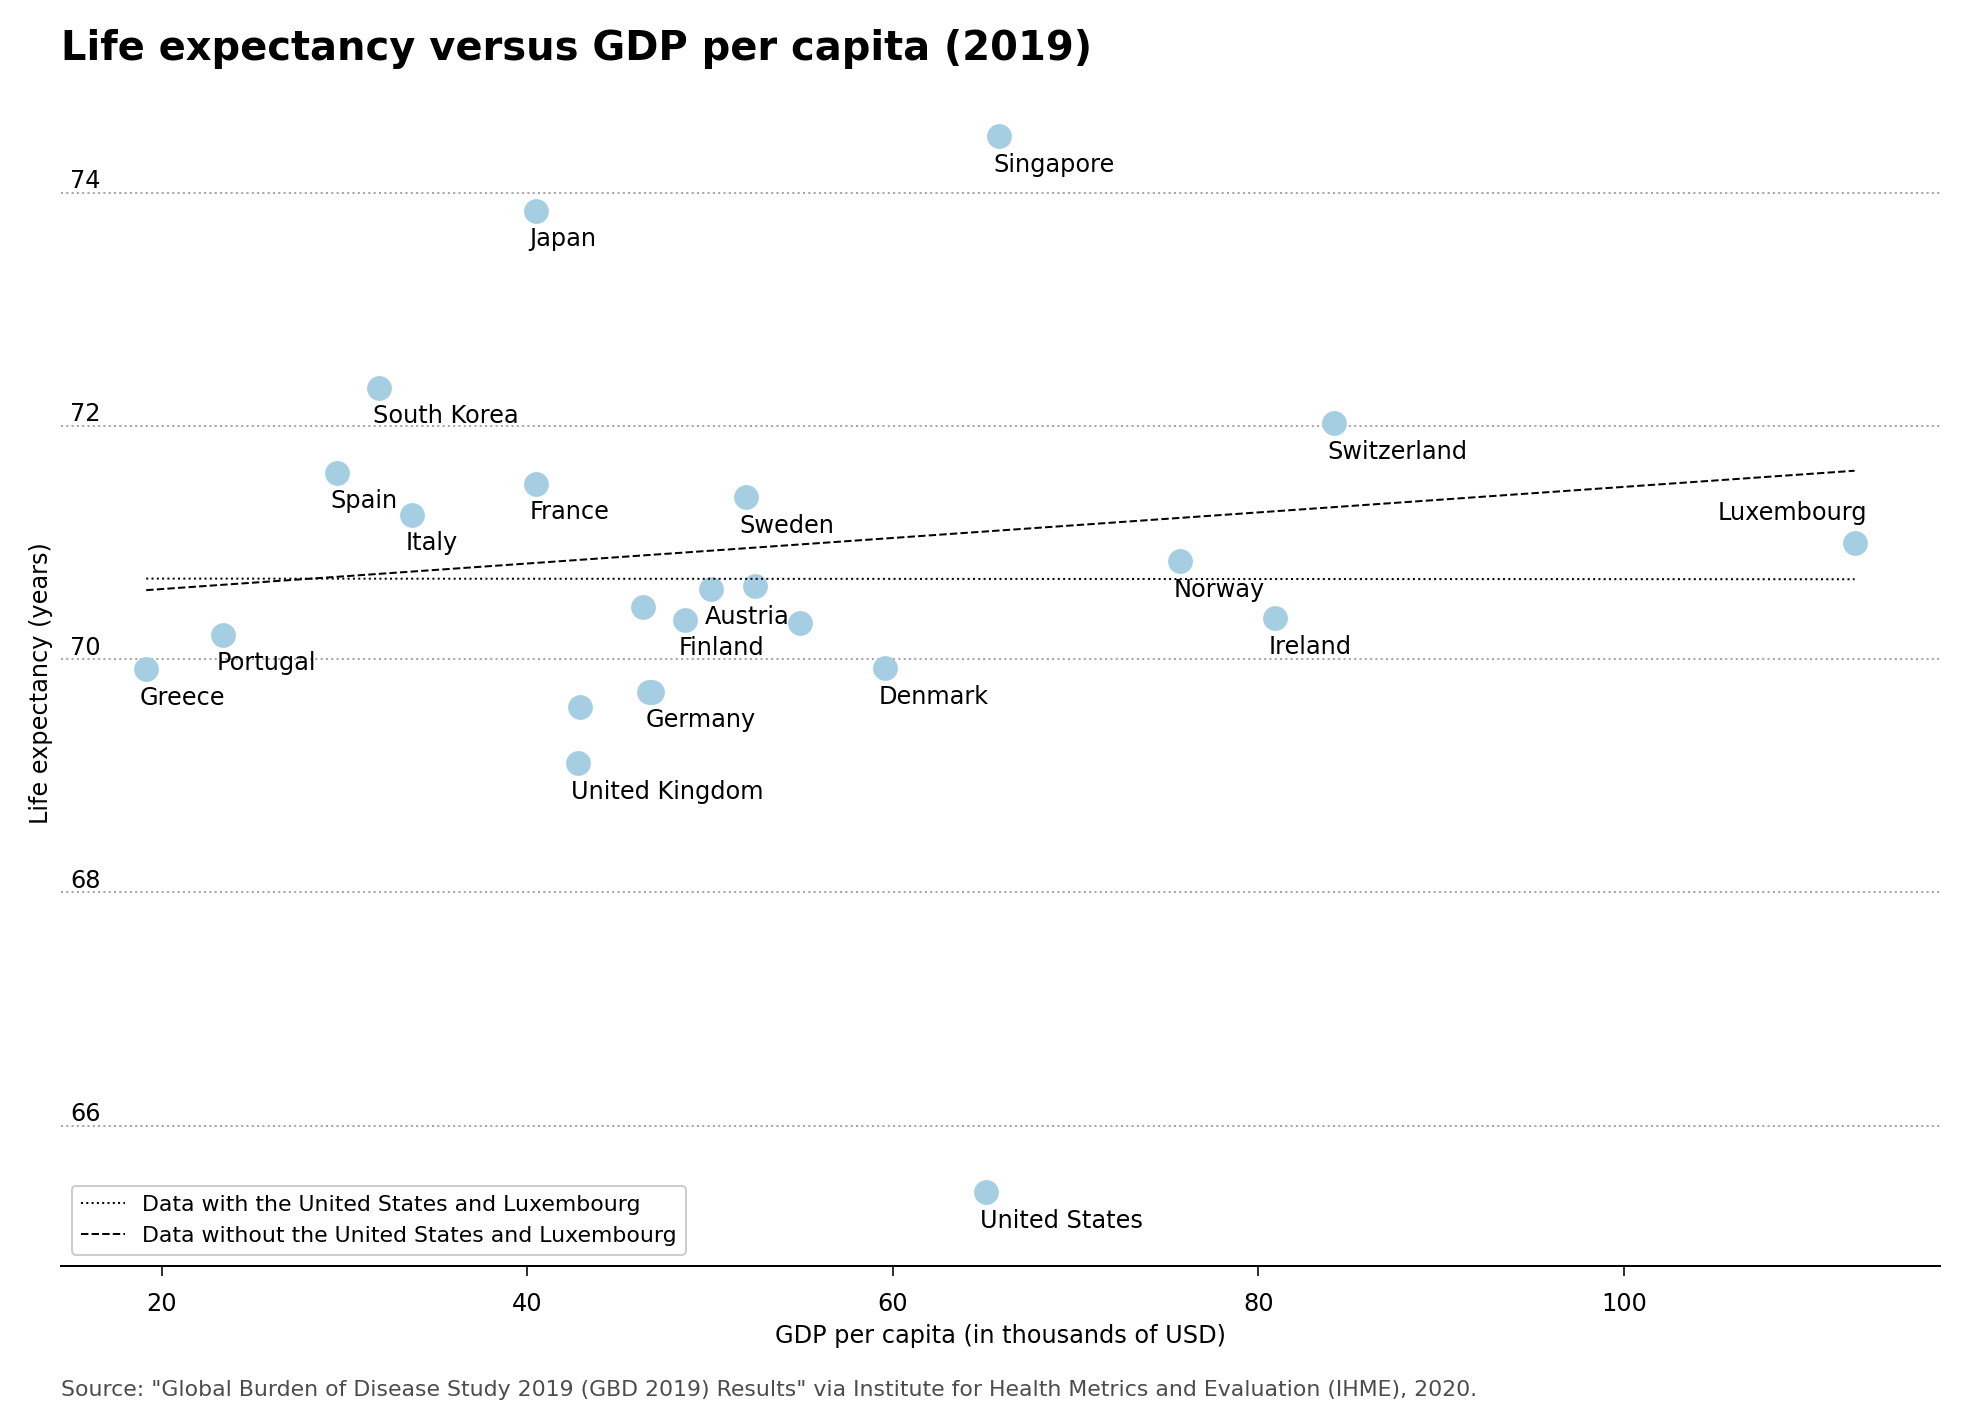 Life expectancy versus GDP per capita (2019)
Singapore
74
Japan
South Korea
72
Switzerland
Spain
France
Luxembourg
Sweden
Italy
Norway
Austria
Finland
Ireland
70
Portugal
Greece
Denmark
Germany
United Kingdom
Life expectancy (years)
68
66
United States
Data with the United States and Luxembourg
Data without the United States and Luxembourg
20 40 60 80 100
GDP per capita (in thousands of USD)
Source: "Global Burden of Disease Study 2019 (GBD 2019) Results" via Institute for Health Metrics and Evaluation (IHME), 2020.